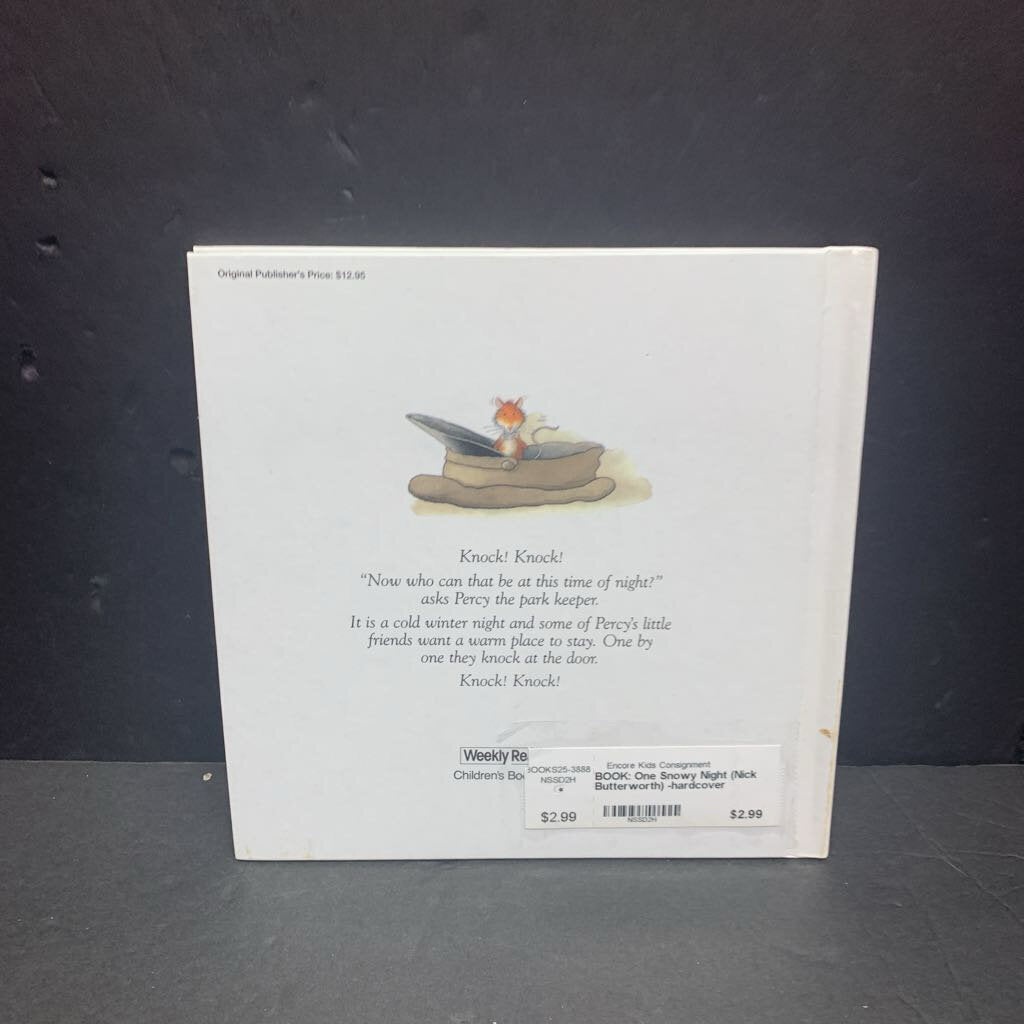 Original Publisher's Price: $12.95
Knock! Knock!
“Now who can that be at this time of night?”
asks Percy the park keeper.
It is a cold winter night and some of Percy's little
friends want a warm place to stay. One by
one they knock at the door.
Knock! Knock!
Weekly Re
Children's Boo
BOOKS25-3888
NSSD2H
$2.99
Encore Kids Consignment
BOOK: One Snowy Night (Nick
Butterworth) -hardcover
NSSD2H
$2.99